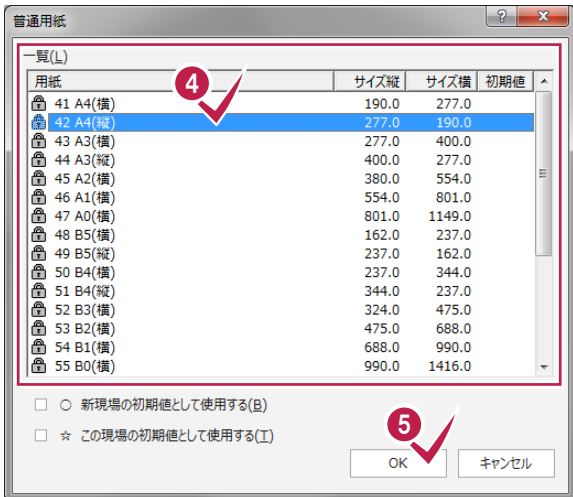 普通用紙
一覧(L)
用紙 サイズ縦 サイズ横 初期値
4
41 A4(横) 190.0 277.0
42 A4(縦) 277.0 190.0
43 A3(横) 277.0 400.0
44 A3(縦) 400.0 277.0
45 A2(横) 380.0 554.0
46 A1(横) 554.0 801.0
47 A0(横) 801.0 1149.0
48 B5(横) 162.0 237.0
49 B5(縦) 237.0 162.0
50 B4(横) 237.0 344.0
51 B4(縦) 344.0 237.0
52 B3(横) 324.0 475.0
53 B2(横) 475.0 688.0
54 B1(横) 688.0 990.0
55 B0(横) 990.0 1416.0
○ 新現場の初期値として使用する(B)
☆ この現場の初期値として使用する(T)
5
OK キャンセル